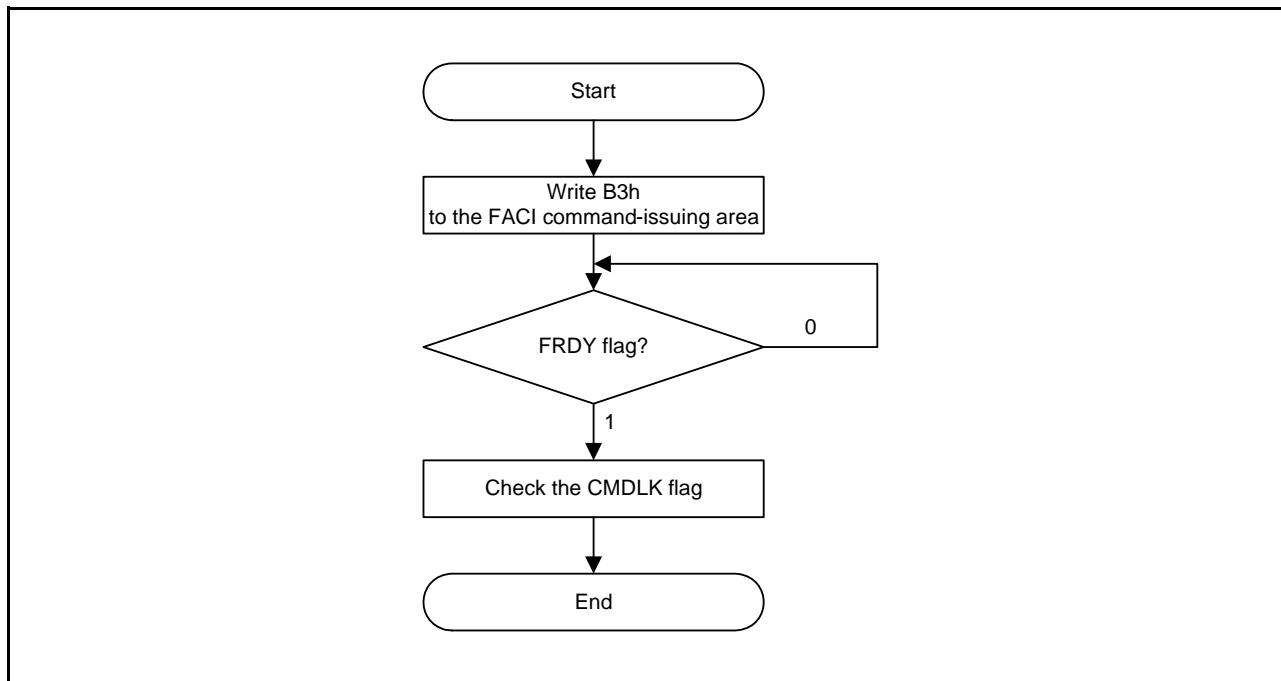 Start
Write B3h
to the FACI command-issuing area
FRDY flag?
0
1
Check the CMDLK flag
End